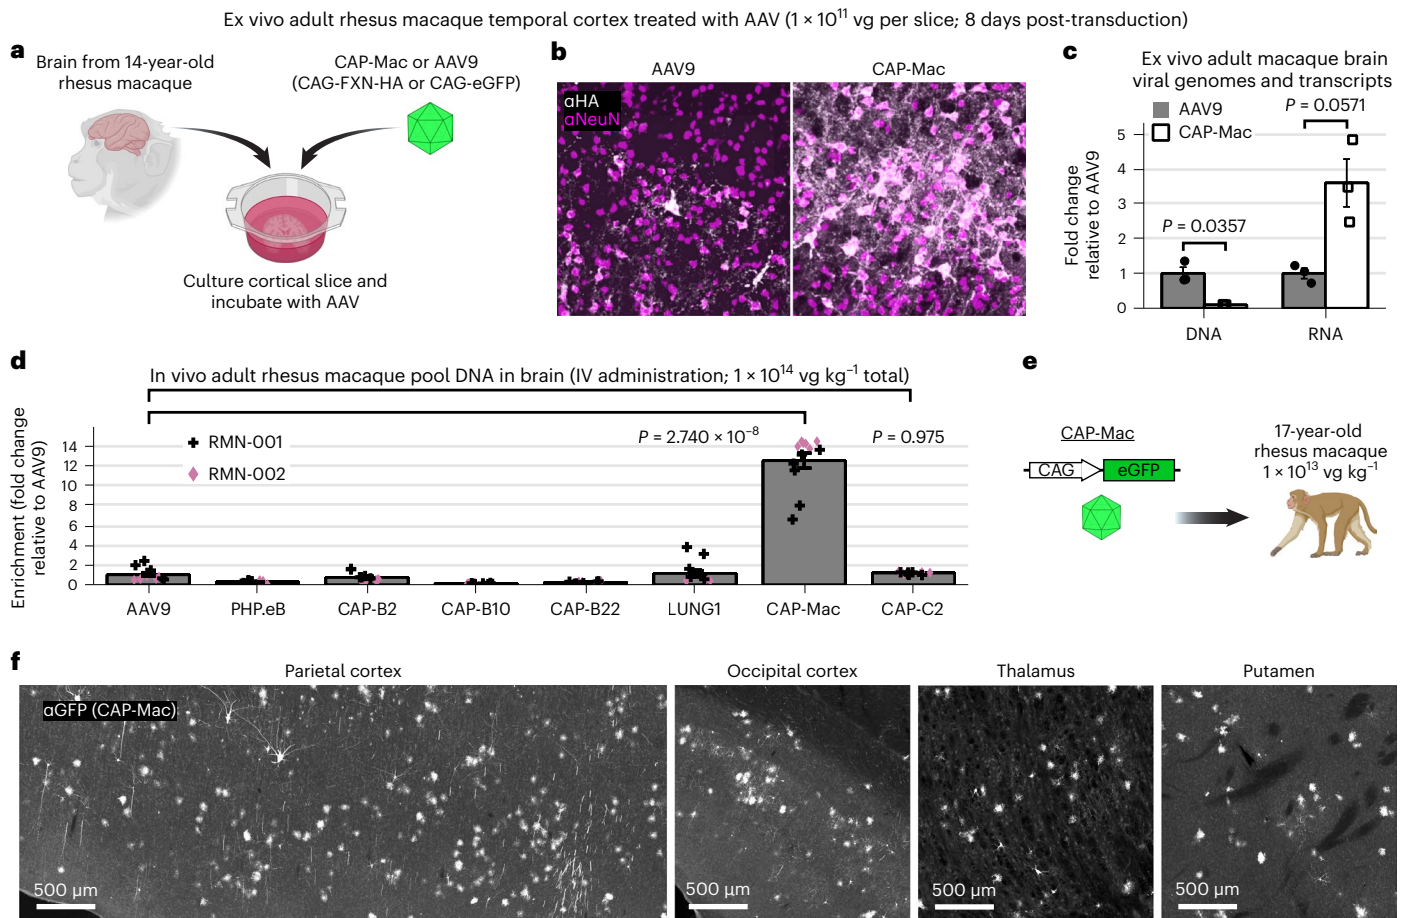 Ex vivo adult rhesus macaque temporal cortex treated with AAV (1 × 10¹¹ vg per slice; 8 days post-transduction)
a
Brain from 14-year-old
rhesus macaque
CAP-Mac or AAV9
(CAG-FXN-HA or CAG-eGFP)
Culture cortical slice and
incubate with AAV
b
AAV9
CAP-Mac
αHA
αNeuN
c
Ex vivo adult macaque brain
viral genomes and transcripts
AAV9
CAP-Mac
P = 0.0571
P = 0.0357
Fold change
relative to AAV9
5
4
3
2
1
0
DNA
RNA
d
In vivo adult rhesus macaque pool DNA in brain (IV administration; 1 × 10¹⁴ vg kg⁻¹ total)
RMN-001
RMN-002
P = 2.740 × 10⁻⁸
P = 0.975
Enrichment (fold change
relative to AAV9)
14
12
10
8
6
4
2
0
AAV9
PHP.eB
CAP-B2
CAP-B10
CAP-B22
LUNG1
CAP-Mac
CAP-C2
e
CAP-Mac
CAG
eGFP
17-year-old
rhesus macaque
1 × 10¹³ vg kg⁻¹
f
Parietal cortex
Occipital cortex
Thalamus
Putamen
αGFP (CAP-Mac)
500 µm
500 µm
500 µm
500 µm